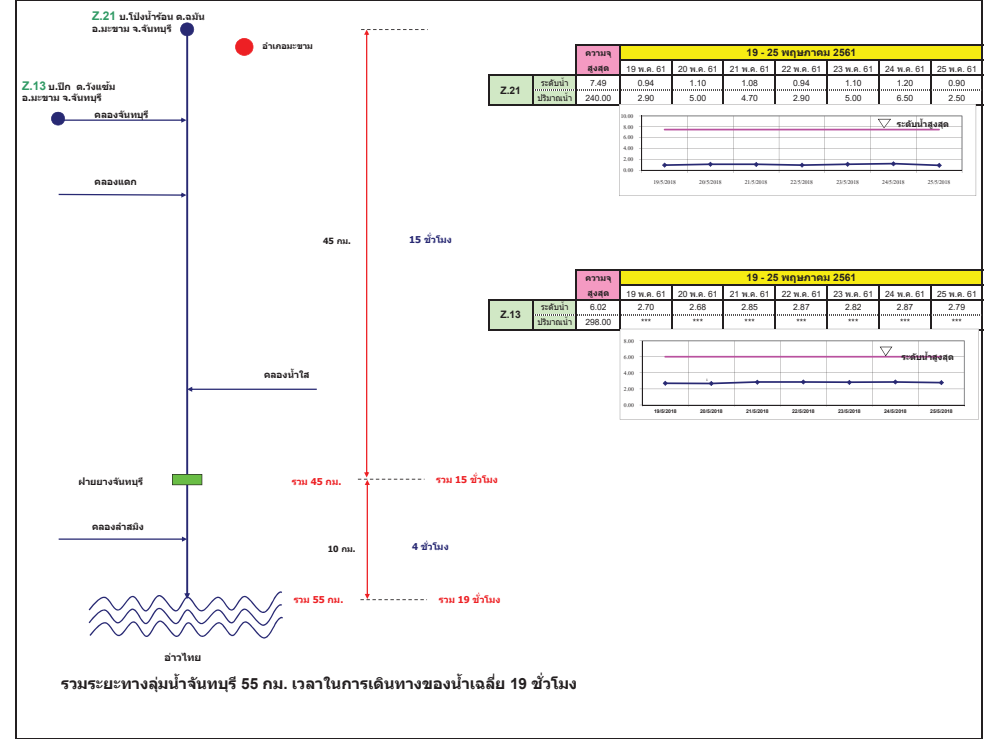 Z.21 บ.โป่งน้ำร้อน ต.ฉมัน
อ.มะขาม จ.จันทบุรี
อำเภอมะขาม
Z.13 บ.ปึก ต.วังแซ้ม
อ.มะขาม จ.จันทบุรี
คลองจันทบุรี
คลองแตก
45 กม. 15 ชั่วโมง
คลองน้ำใส
ฝายยางจันทบุรี รวม 45 กม. รวม 15 ชั่วโมง
คลองลำสมิง
10 กม. 4 ชั่วโมง
รวม 55 กม. รวม 19 ชั่วโมง
อ่าวไทย
รวมระยะทางลุ่มน้ำจันทบุรี 55 กม. เวลาในการเดินทางของน้ำเฉลี่ย 19 ชั่วโมง
ความจุ 19 - 25 พฤษภาคม 2561
สูงสุด 19 พ.ค. 61 20 พ.ค. 61 21 พ.ค. 61 22 พ.ค. 61 23 พ.ค. 61 24 พ.ค. 61 25 พ.ค. 61
Z.21 ระดับน้ำ 7.49 0.94 1.10 1.08 0.94 1.10 1.20 0.90
ปริมาณน้ำ 240.00 2.90 5.00 4.70 2.90 5.00 6.50 2.50
10.00
8.00
6.00
4.00
2.00
0.00
ระดับน้ำสูงสุด
19/5/2018 20/5/2018 21/5/2018 22/5/2018 23/5/2018 24/5/2018 25/5/2018
ความจุ 19 - 25 พฤษภาคม 2561
สูงสุด 19 พ.ค. 61 20 พ.ค. 61 21 พ.ค. 61 22 พ.ค. 61 23 พ.ค. 61 24 พ.ค. 61 25 พ.ค. 61
Z.13 ระดับน้ำ 6.02 2.70 2.68 2.85 2.87 2.82 2.87 2.79
ปริมาณน้ำ 298.00 *** *** *** *** *** *** ***
8.00
6.00
4.00
2.00
0.00
ระดับน้ำสูงสุด
19/5/2018 20/5/2018 21/5/2018 22/5/2018 23/5/2018 24/5/2018 25/5/2018